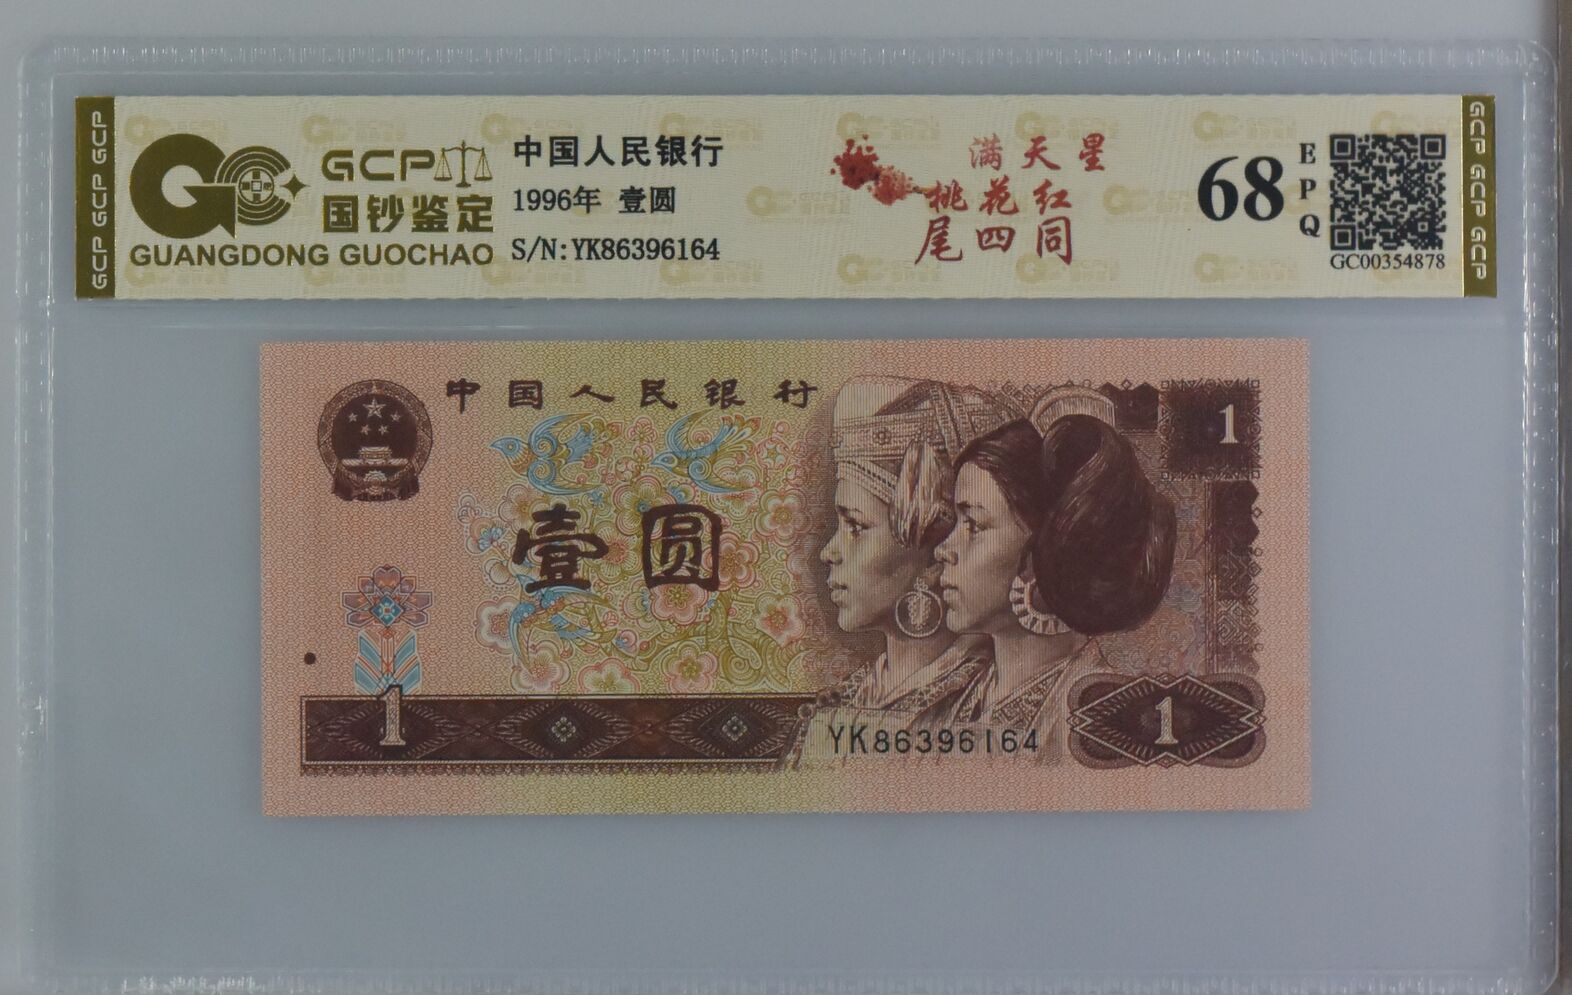 GCP GCP GCP
GCP
国钞鉴定
GUANGDONG GUOCHAO
中国人民银行
1996年 壹圆
S/N:YK86396164
满天星
桃花红
尾四同
68
EPQ
GC00354878
GCP GCP GCP
中国人民银行
1
壹圆
1
YK86396164
1